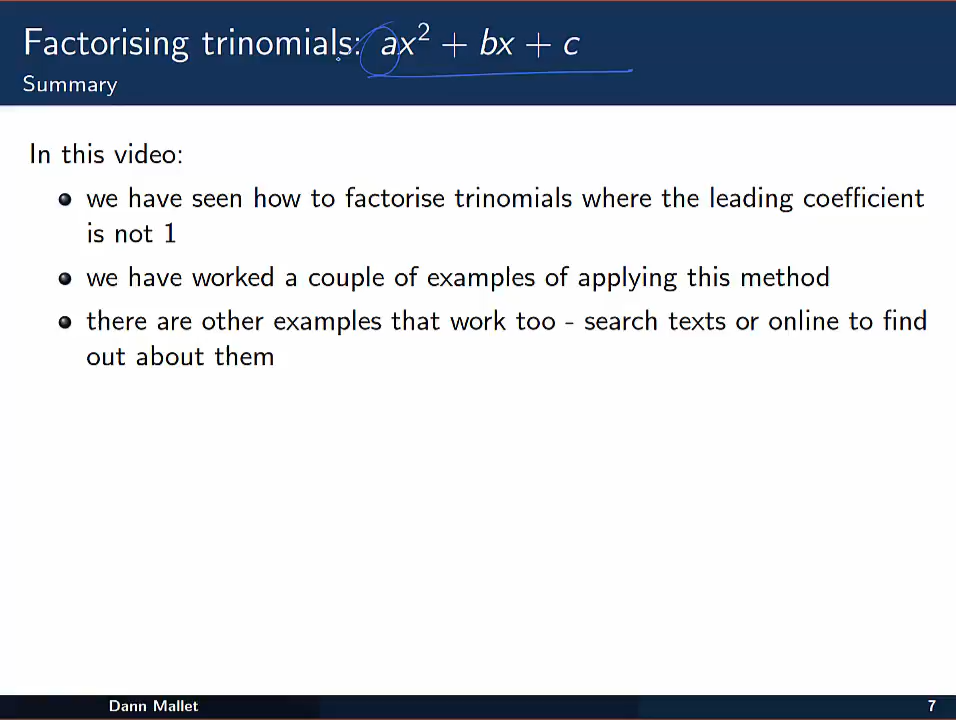 Factorising trinomials: ax² + bx + c
Summary
In this video:
we have seen how to factorise trinomials where the leading coefficient
is not 1
we have worked a couple of examples of applying this method
there are other examples that work too - search texts or online to find
out about them
Dann Mallet
7